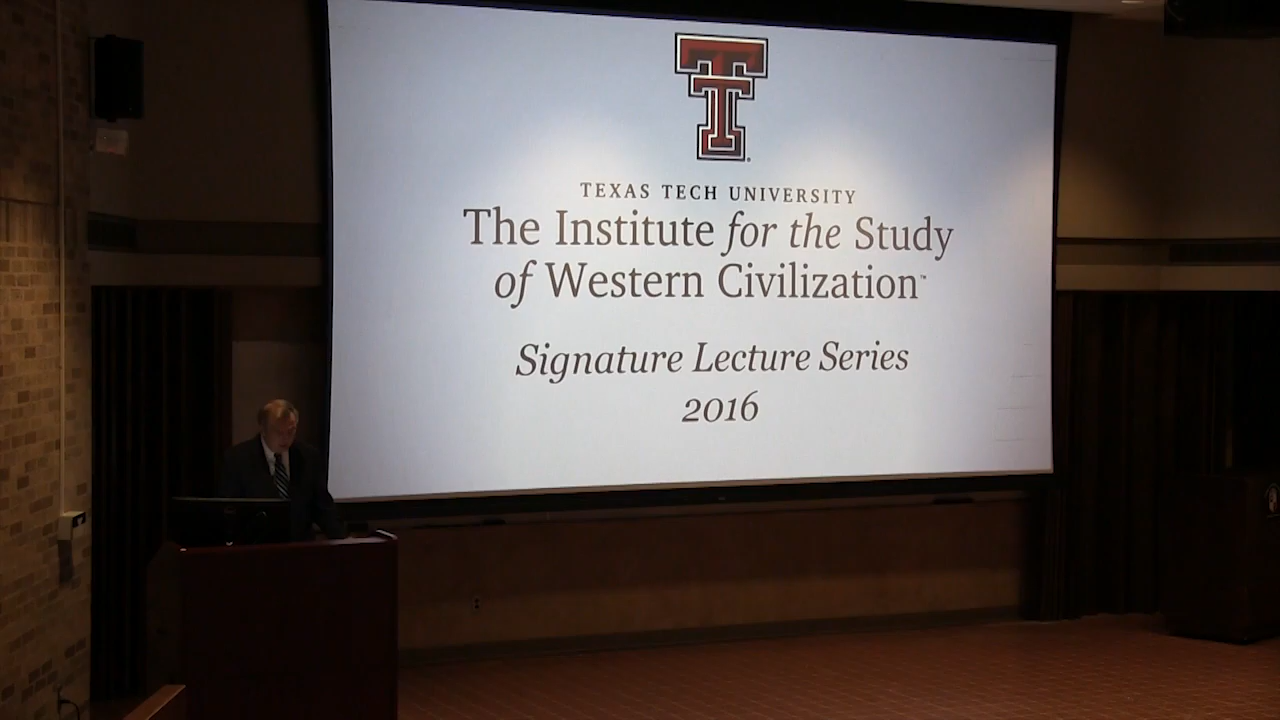 TEXAS TECH UNIVERSITY
The Institute for the Study
of Western Civilization™
Signature Lecture Series
2016